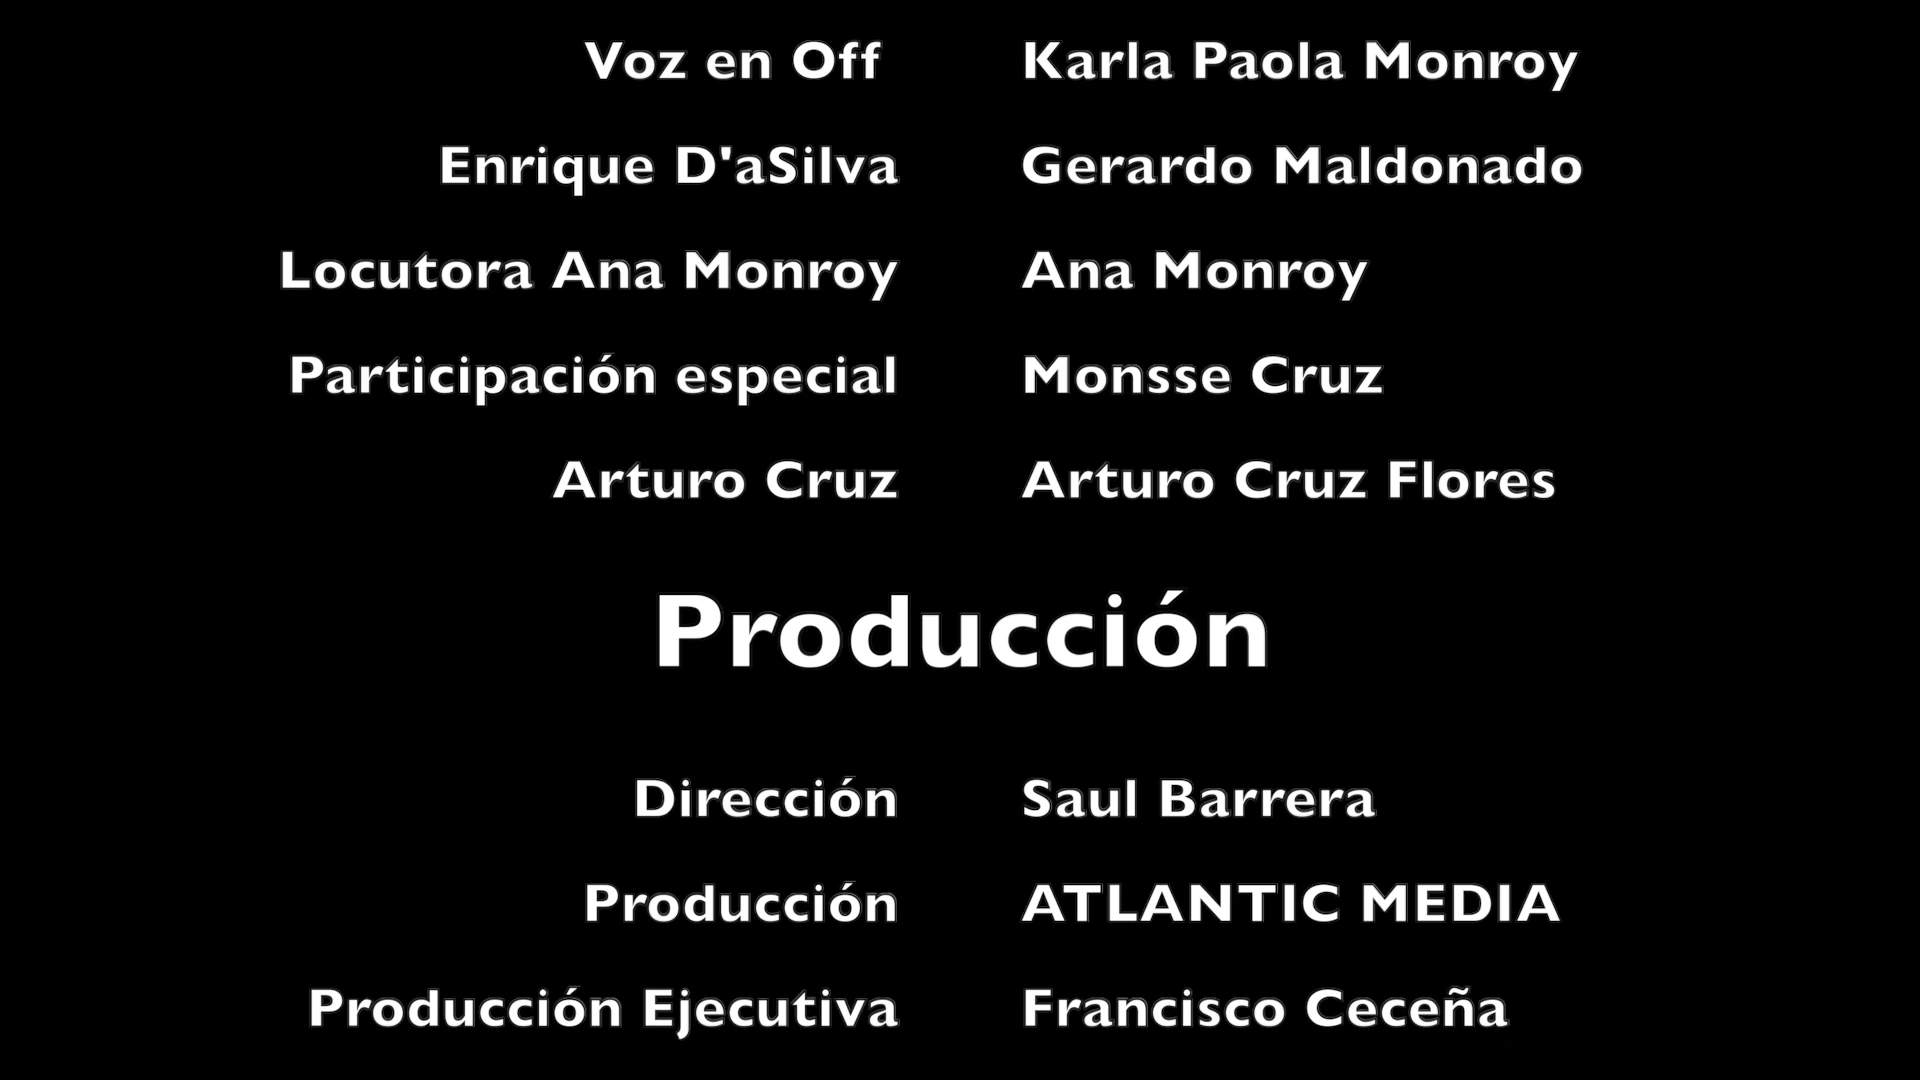 Voz en Off Karla Paola Monroy
Enrique D'aSilva Gerardo Maldonado
Locutora Ana Monroy Ana Monroy
Participación especial Monsse Cruz
Arturo Cruz Arturo Cruz Flores
Producción
Dirección Saul Barrera
Producción ATLANTIC MEDIA
Producción Ejecutiva Francisco Ceceña